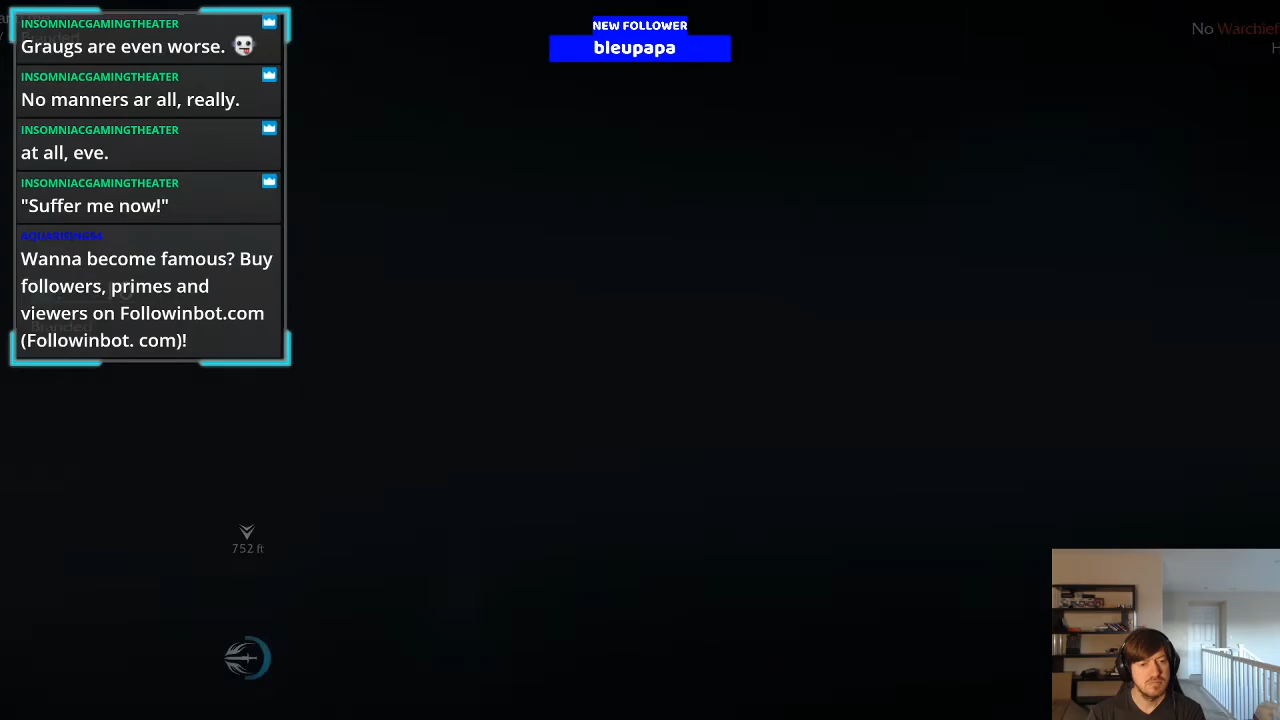 INSOMNIACGAMINGTHEATER
Graugs are even worse.
INSOMNIACGAMINGTHEATER
No manners ar all, really.
INSOMNIACGAMINGTHEATER
at all, eve.
INSOMNIACGAMINGTHEATER
"Suffer me now!"
Wanna become famous? Buy
followers, primes and
viewers on Followinbot.com
(Followinbot. com)!
Branded
Branded
NEW FOLLOWER
bleupapa
No Warchief
752 ft